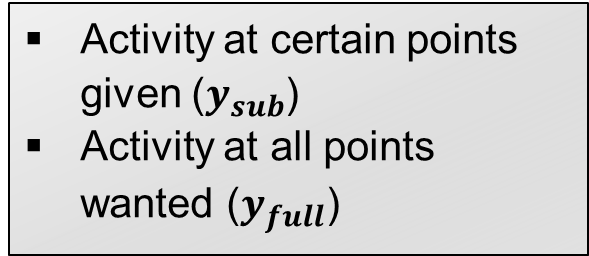 ▪ Activity at certain points
given (y_sub)
▪ Activity at all points
wanted (y_full)